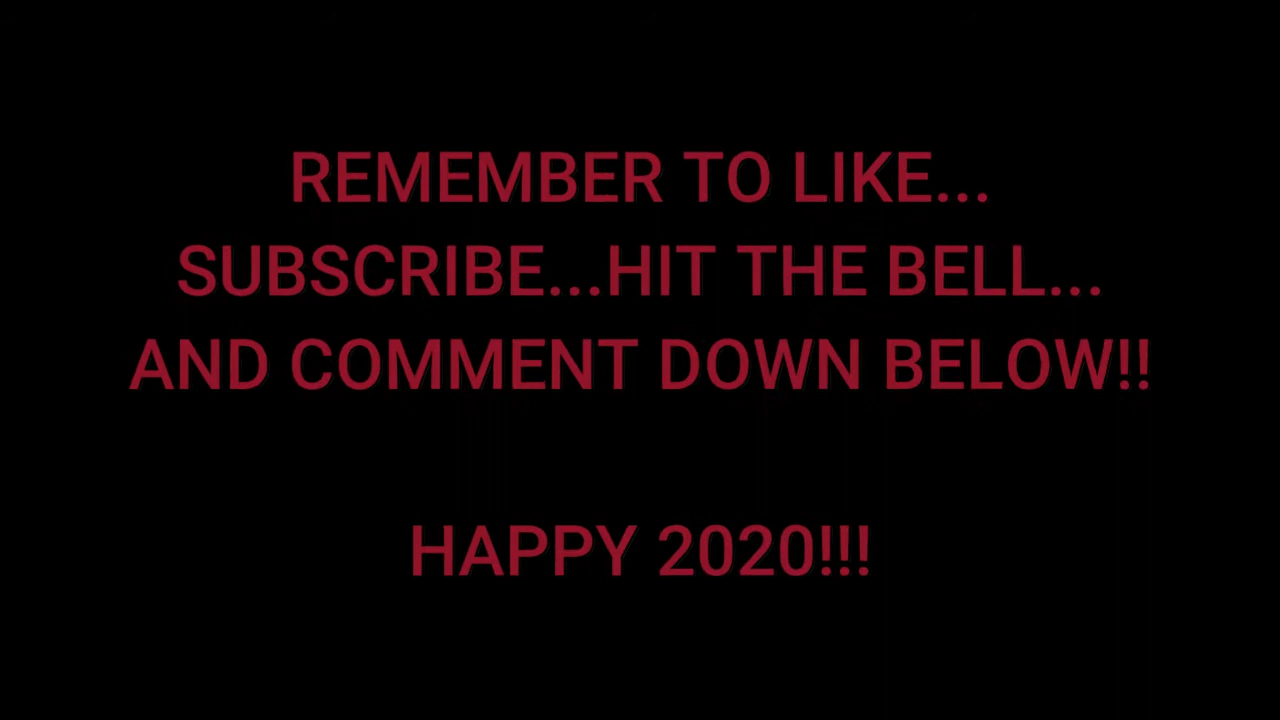 REMEMBER TO LIKE...
SUBSCRIBE...HIT THE BELL...
AND COMMENT DOWN BELOW!!
HAPPY 2020!!!